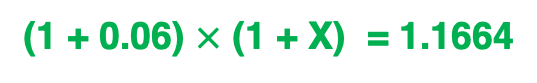 (1 + 0.06) × (1 + X) = 1.1664